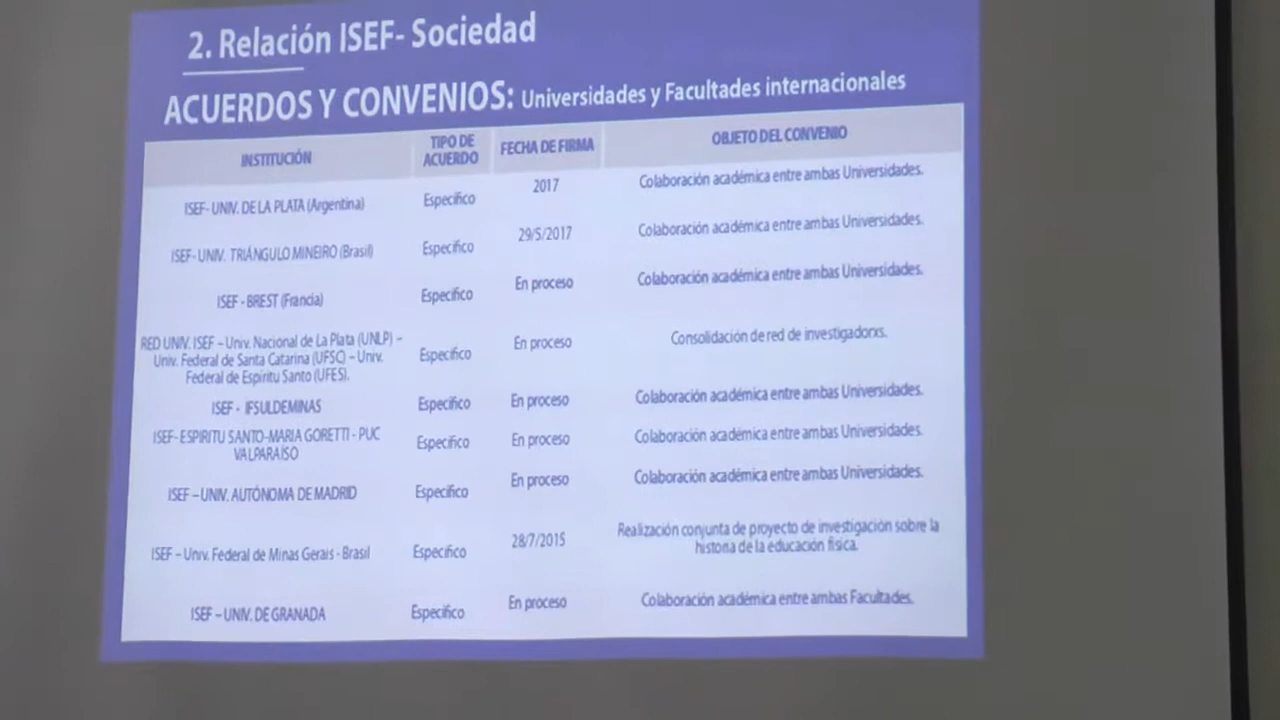 2. Relación ISEF- Sociedad
ACUERDOS Y CONVENIOS: Universidades y Facultades internacionales
INSTITUCIÓN TIPO DE ACUERDO FECHA DE FIRMA OBJETO DEL CONVENIO
ISEF- UNIV. DE LA PLATA (Argentina) Específico 2017 Colaboración académica entre ambas Universidades.
ISEF- UNIV. TRIÁNGULO MINEIRO (Brasil) Específico 29/5/2017 Colaboración académica entre ambas Universidades.
ISEF - BREST (Francia) Específico En proceso Colaboración académica entre ambas Universidades.
RED UNIV. ISEF – Univ. Nacional de La Plata (UNLP) –
Univ. Federal de Santa Catarina (UFSC) – Univ.
Federal de Espiritu Santo (UFES). Específico En proceso Consolidación de red de investigadorxs.
ISEF - IFSULDEMINAS Específico En proceso Colaboración académica entre ambas Universidades.
ISEF- ESPIRITU SANTO-MARIA GORETTI - PUC
VALPARAÍSO Específico En proceso Colaboración académica entre ambas Universidades.
ISEF – UNIV. AUTÓNOMA DE MADRID Específico En proceso Colaboración académica entre ambas Universidades.
ISEF – Univ. Federal de Minas Gerais - Brasil Específico 28/7/2015 Realización conjunta de proyecto de investigación sobre la
historia de la educación física.
ISEF – UNIV. DE GRANADA Específico En proceso Colaboración académica entre ambas Facultades.